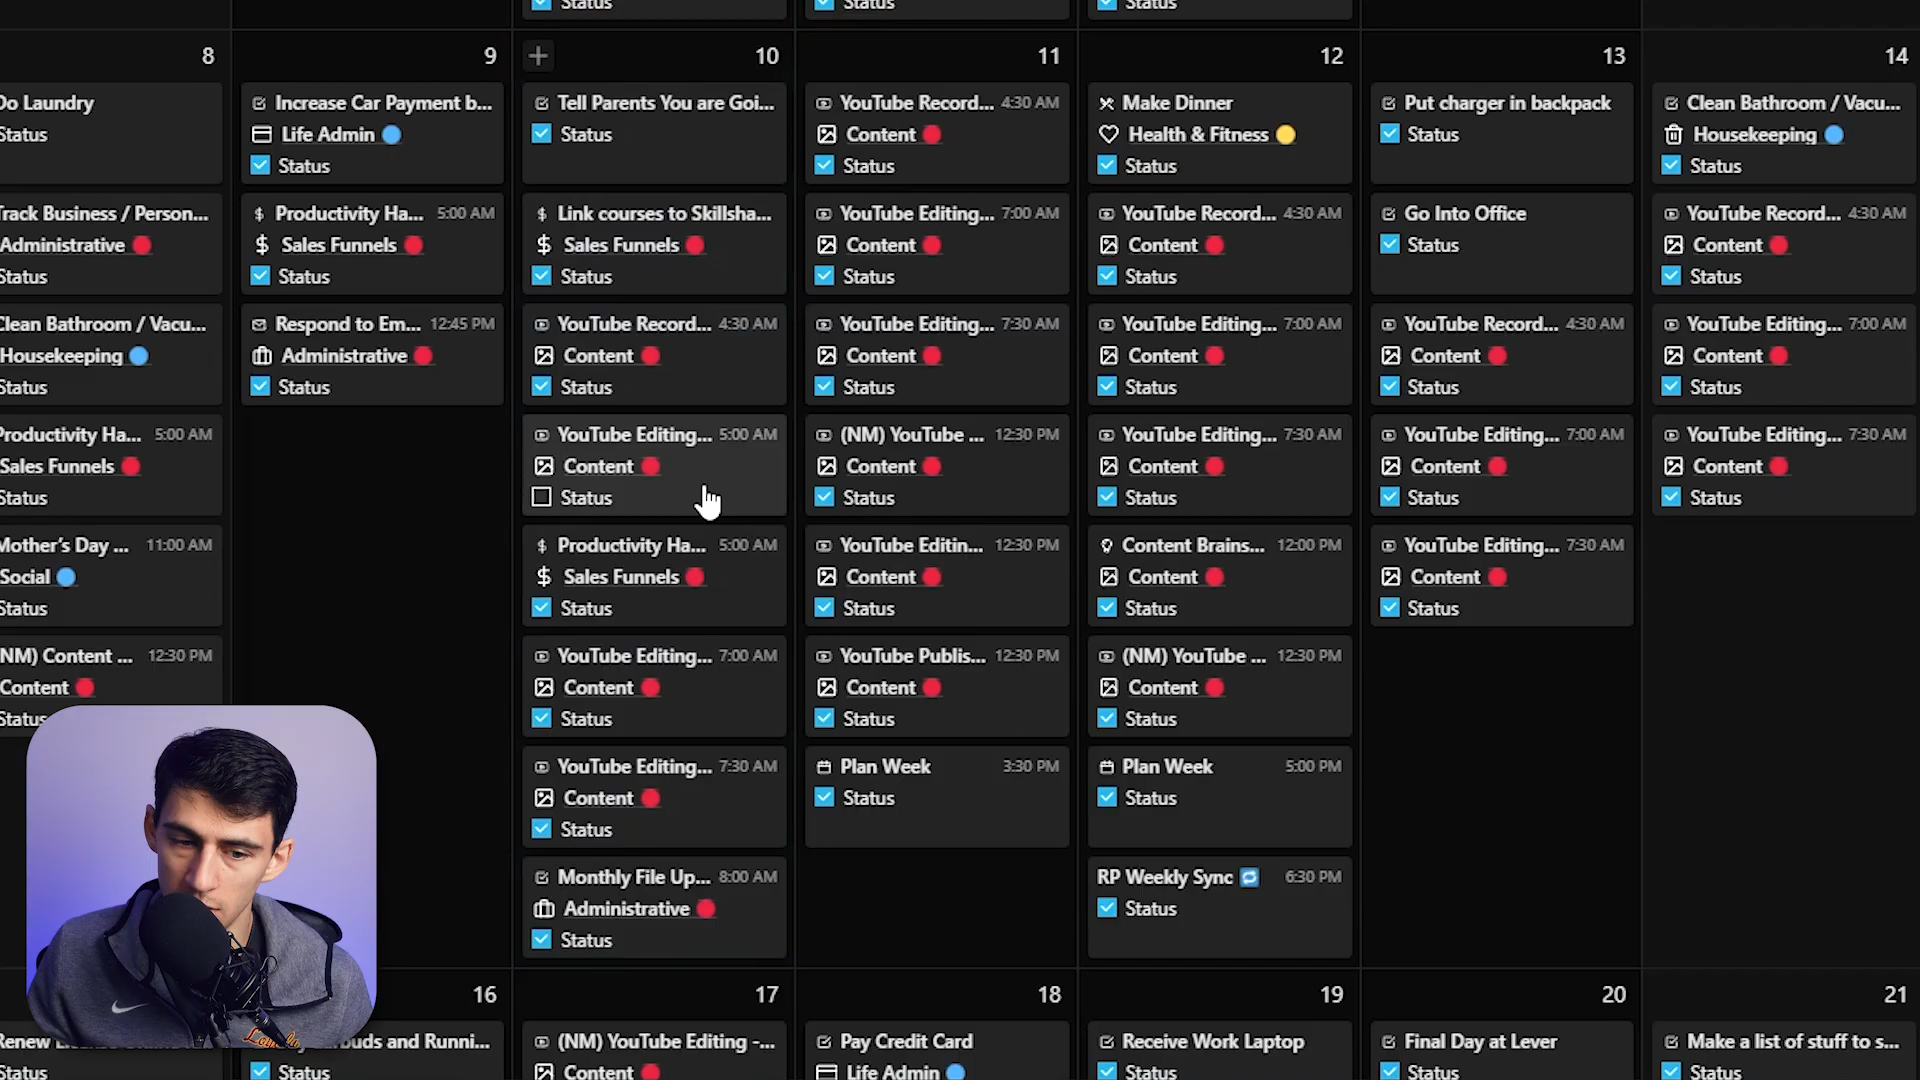 Status
Status
Status
8
Do Laundry
Status
Track Business / Person...
Administrative
Status
Clean Bathroom / Vacu...
Housekeeping
Status
Productivity Ha... 5:00 AM
Sales Funnels
Status
Mother's Day ... 11:00 AM
Social
Status
(NM) Content ... 12:30 PM
Content
Status
9
Increase Car Payment b...
Life Admin
Status
Productivity Ha... 5:00 AM
Sales Funnels
Status
Respond to Em... 12:45 PM
Administrative
Status
10
Tell Parents You are Goi...
Status
Link courses to Skillsha...
Sales Funnels
Status
YouTube Record... 4:30 AM
Content
Status
YouTube Editing... 5:00 AM
Content
Status
Productivity Ha... 5:00 AM
Sales Funnels
Status
YouTube Editing... 7:00 AM
Content
Status
YouTube Editing... 7:30 AM
Content
Status
Monthly File Up... 8:00 AM
Administrative
Status
11
YouTube Record... 4:30 AM
Content
Status
YouTube Editing... 7:00 AM
Content
Status
YouTube Editing... 7:30 AM
Content
Status
(NM) YouTube ... 12:30 PM
Content
Status
YouTube Editin... 12:30 PM
Content
Status
YouTube Publis... 12:30 PM
Content
Status
Plan Week 3:30 PM
Status
12
Make Dinner
Health & Fitness
Status
YouTube Record... 4:30 AM
Content
Status
YouTube Editing... 7:00 AM
Content
Status
YouTube Editing... 7:30 AM
Content
Status
Content Brains... 12:00 PM
Content
Status
(NM) YouTube ... 12:30 PM
Content
Status
Plan Week 5:00 PM
Status
RP Weekly Sync 6:30 PM
Status
13
Put charger in backpack
Status
Go Into Office
Status
YouTube Record... 4:30 AM
Content
Status
YouTube Editing... 7:00 AM
Content
Status
YouTube Editing... 7:30 AM
Content
Status
14
Clean Bathroom / Vacu...
Housekeeping
Status
YouTube Record... 4:30 AM
Content
Status
YouTube Editing... 7:00 AM
Content
Status
YouTube Editing... 7:30 AM
Content
Status
Renew
Status
16
buds and Runni...
Status
17
(NM) YouTube Editing -...
Content
18
Pay Credit Card
Life Admin
19
Receive Work Laptop
Status
20
Final Day at Lever
Status
21
Make a list of stuff to s...
Status